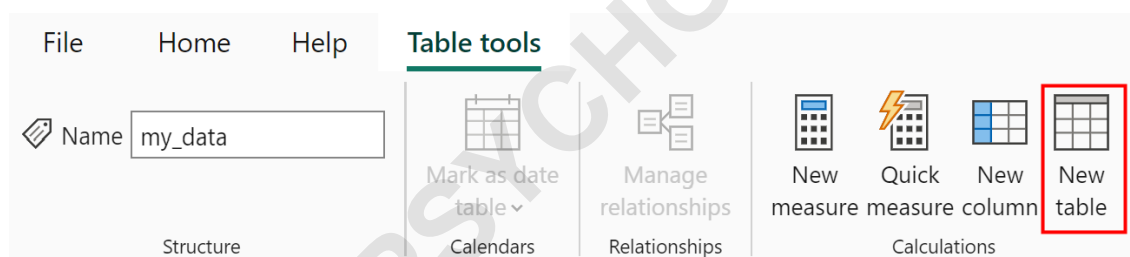 File Home Help Table tools
Name my_data
Mark as date table
Manage relationships
New measure
Quick measure
New column
New table
Structure Calendars Relationships Calculations
PSYCHO